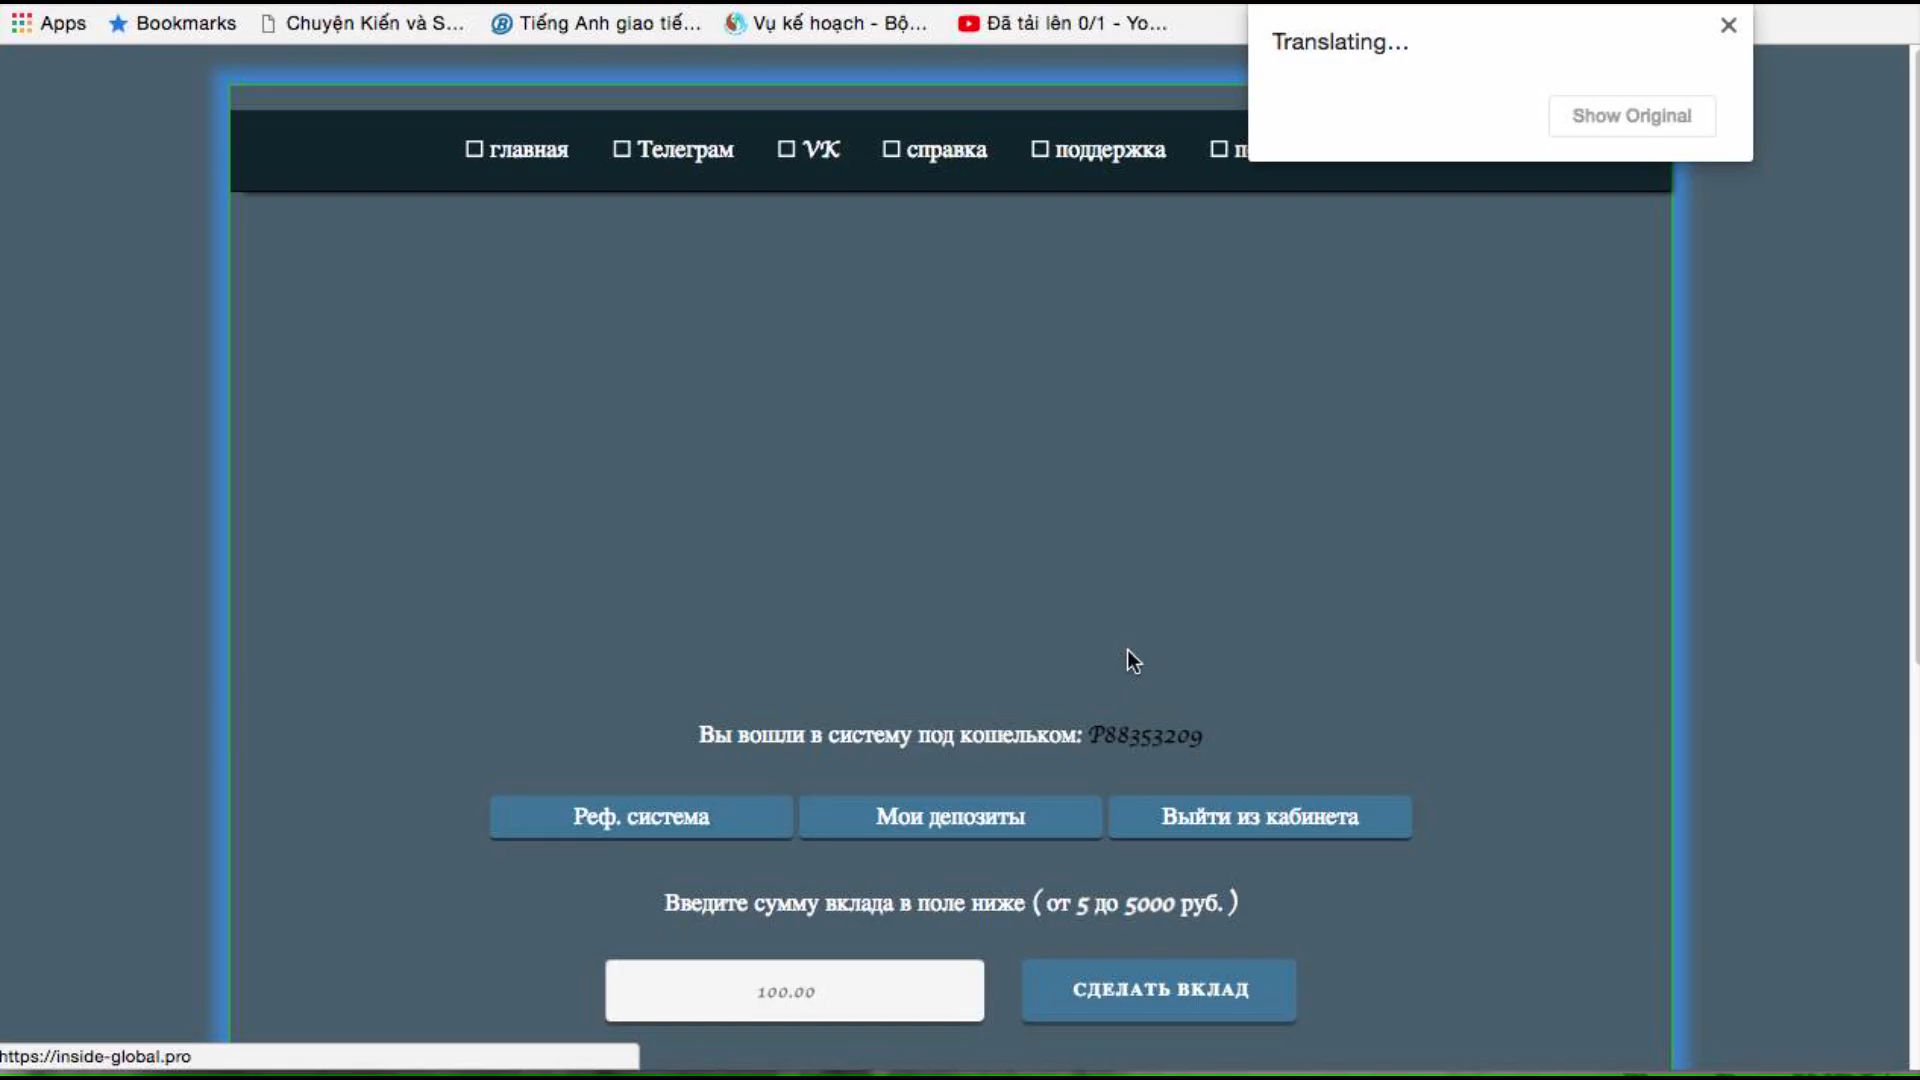 Apps Bookmarks Chuyện Kiến và S... Tiếng Anh giao tiế... Vụ kế hoạch - Bộ... Đã tải lên 0/1 - Yo...
Translating...
Show Original
главная Телеграм VK справка поддержка
Вы вошли в систему под кошельком: P88353209
Реф. система Мои депозиты Выйти из кабинета
Введите сумму вклада в поле ниже ( от 5 до 5000 руб. )
100.00 СДЕЛАТЬ ВКЛАД
https://inside-global.pro